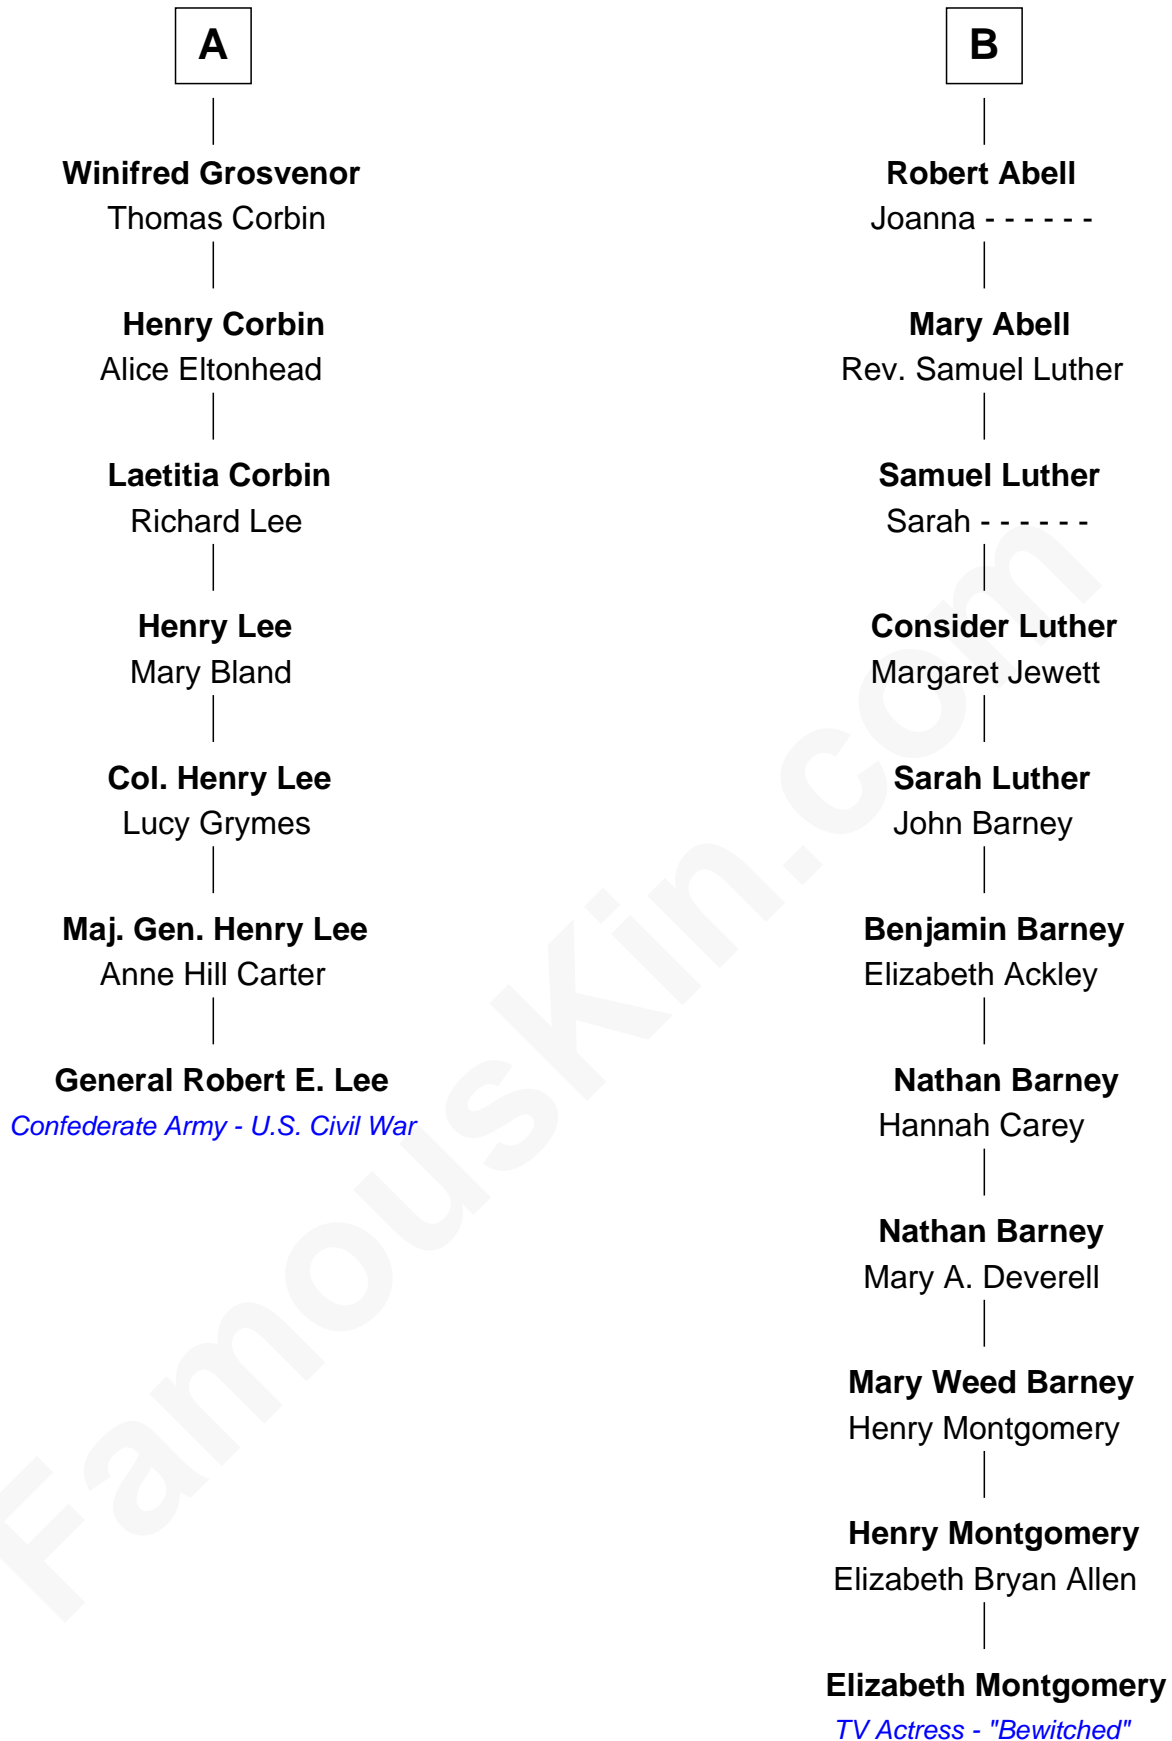 A
Winifred Grosvenor
Thomas Corbin
Henry Corbin
Alice Eltonhead
Laetitia Corbin
Richard Lee
Henry Lee
Mary Bland
Col. Henry Lee
Lucy Grymes
Maj. Gen. Henry Lee
Anne Hill Carter
General Robert E. Lee
Confederate Army - U.S. Civil War
B
Robert Abell
Joanna - - - - - -
Mary Abell
Rev. Samuel Luther
Samuel Luther
Sarah - - - - - -
Consider Luther
Margaret Jewett
Sarah Luther
John Barney
Benjamin Barney
Elizabeth Ackley
Nathan Barney
Hannah Carey
Nathan Barney
Mary A. Deverell
Mary Weed Barney
Henry Montgomery
Henry Montgomery
Elizabeth Bryan Allen
Elizabeth Montgomery
TV Actress - "Bewitched"
FamousKin.com